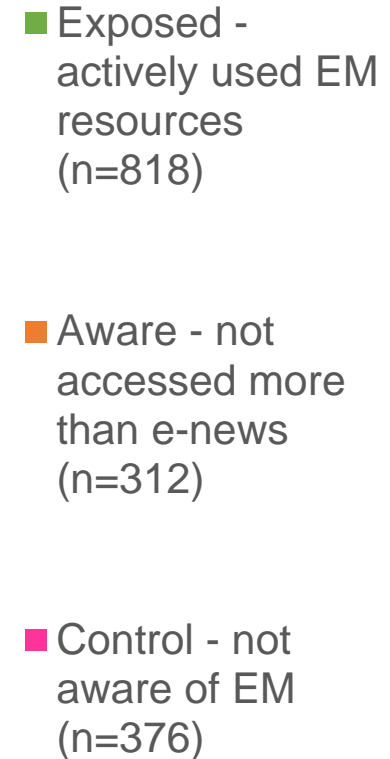 Exposed -
actively used EM
resources
(n=818)
Aware - not
accessed more
than e-news
(n=312)
Control - not
aware of EM
(n=376)